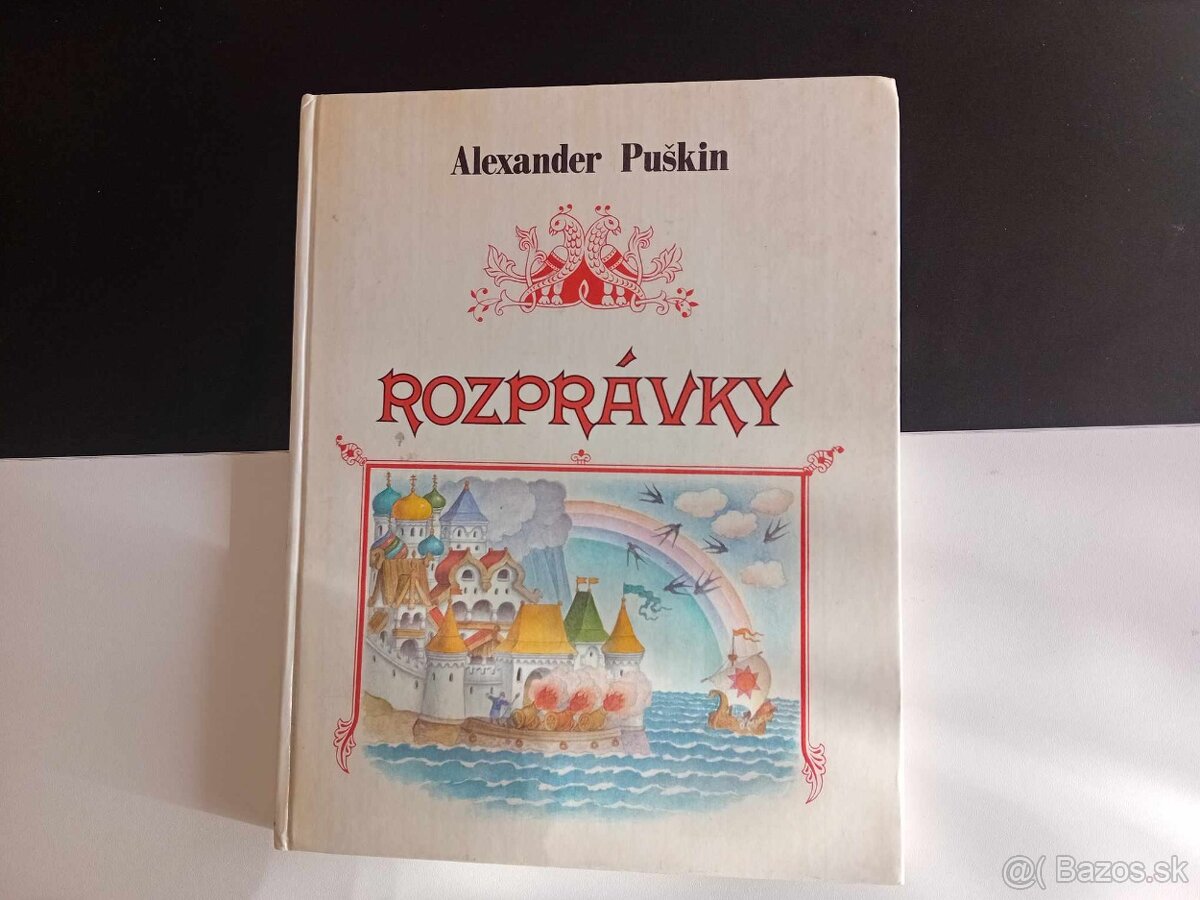 Alexander Puškin
ROZPRÁVKY
@( Bazos.sk